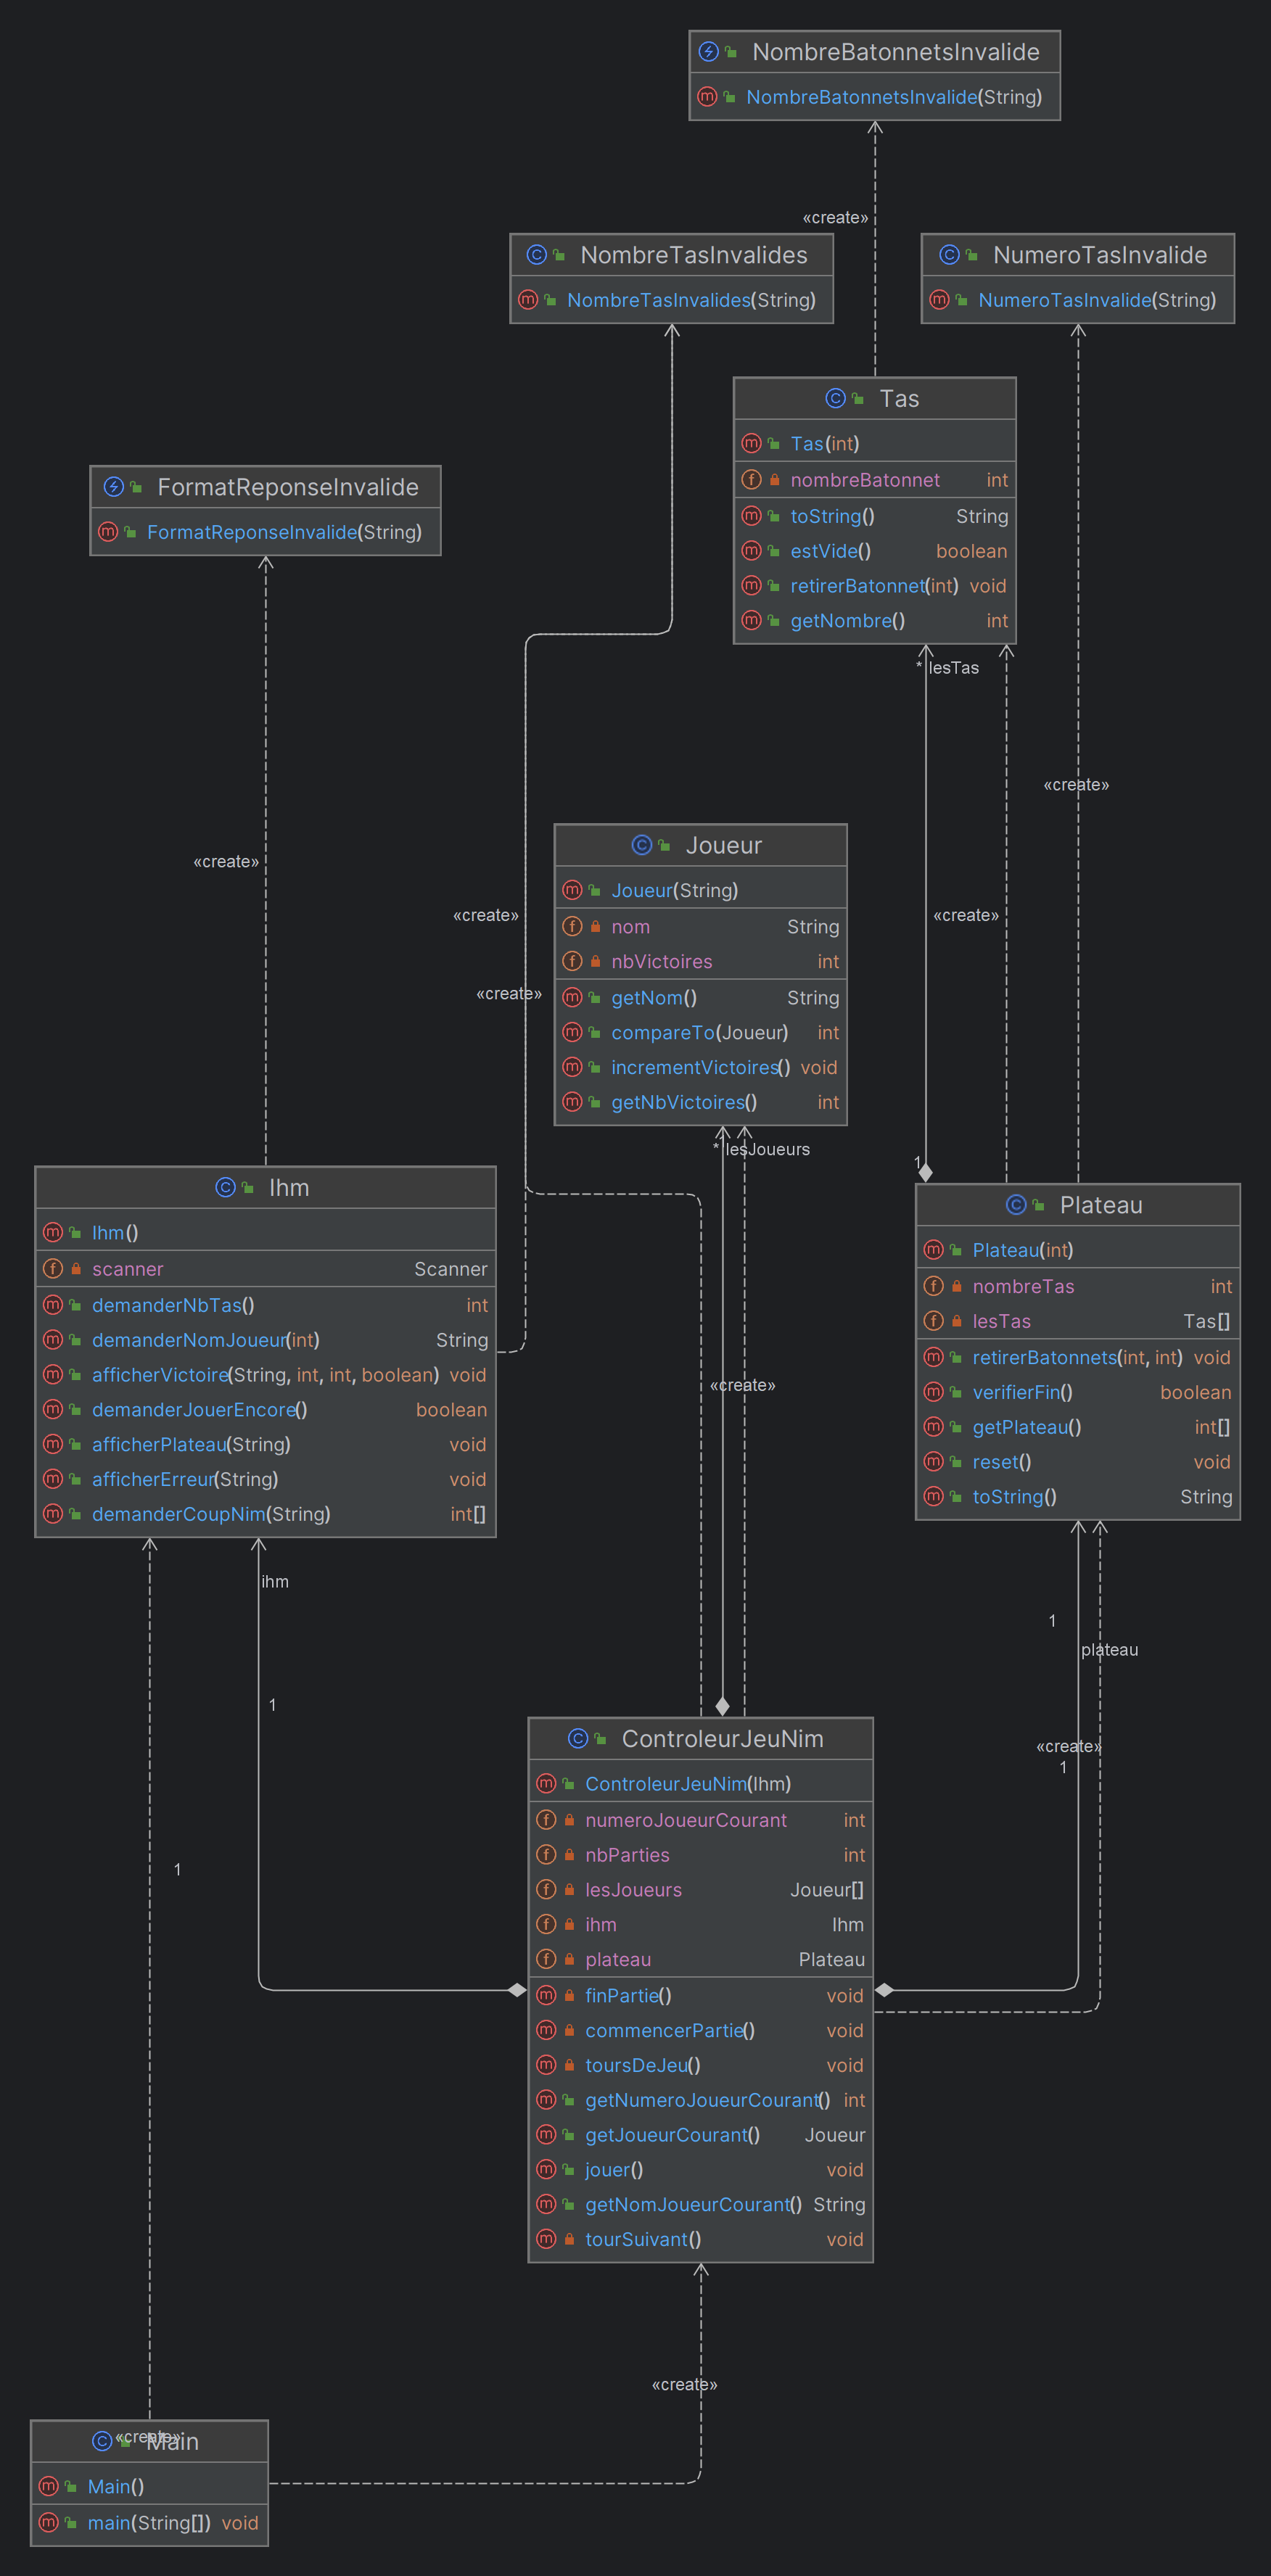 NombreBatonnetsInvalide
NombreBatonnetsInvalide(String)
«create»
NombreTasInvalides
NombreTasInvalides(String)
NumeroTasInvalide
NumeroTasInvalide(String)
Tas
Tas(int)
nombreBatonnet int
toString() String
estVide() boolean
retirerBatonnet(int) void
getNombre() int
FormatReponseInvalide
FormatReponseInvalide(String)
* lesTas
«create»
«create»
«create»
«create»
«create»
Joueur
Joueur(String)
nom String
nbVictoires int
getNom() String
compareTo(Joueur) int
incrementVictoires() void
getNbVictoires() int
* lesJoueurs
1
Ihm
Ihm()
scanner Scanner
demanderNbTas() int
demanderNomJoueur(int) String
afficherVictoire(String, int, int, boolean) void
demanderJouerEncore() boolean
afficherPlateau(String) void
afficherErreur(String) void
demanderCoupNim(String) int[]
Plateau
Plateau(int)
nombreTas int
lesTas Tas[]
retirerBatonnets(int, int) void
verifierFin() boolean
getPlateau() int[]
reset() void
toString() String
«create»
ihm
1
plateau
1
«create»
1
1
ControleurJeuNim
ControleurJeuNim(Ihm)
numeroJoueurCourant int
nbParties int
lesJoueurs Joueur[]
ihm Ihm
plateau Plateau
finPartie() void
commencerPartie() void
toursDeJeu() void
getNumeroJoueurCourant() int
getJoueurCourant() Joueur
jouer() void
getNomJoueurCourant() String
tourSuivant() void
«create»
«create»
Main
Main()
main(String[]) void